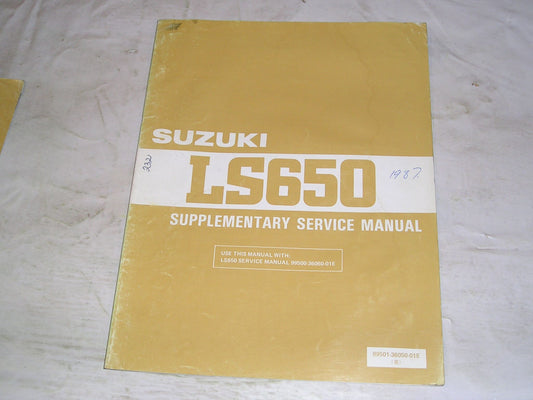 SUZUKI
232
LS650
1987.
SUPPLEMENTARY SERVICE MANUAL
USE THIS MANUAL WITH:
LS650 SERVICE MANUAL 99500-36060-01E
99501-36050-01E
(E)